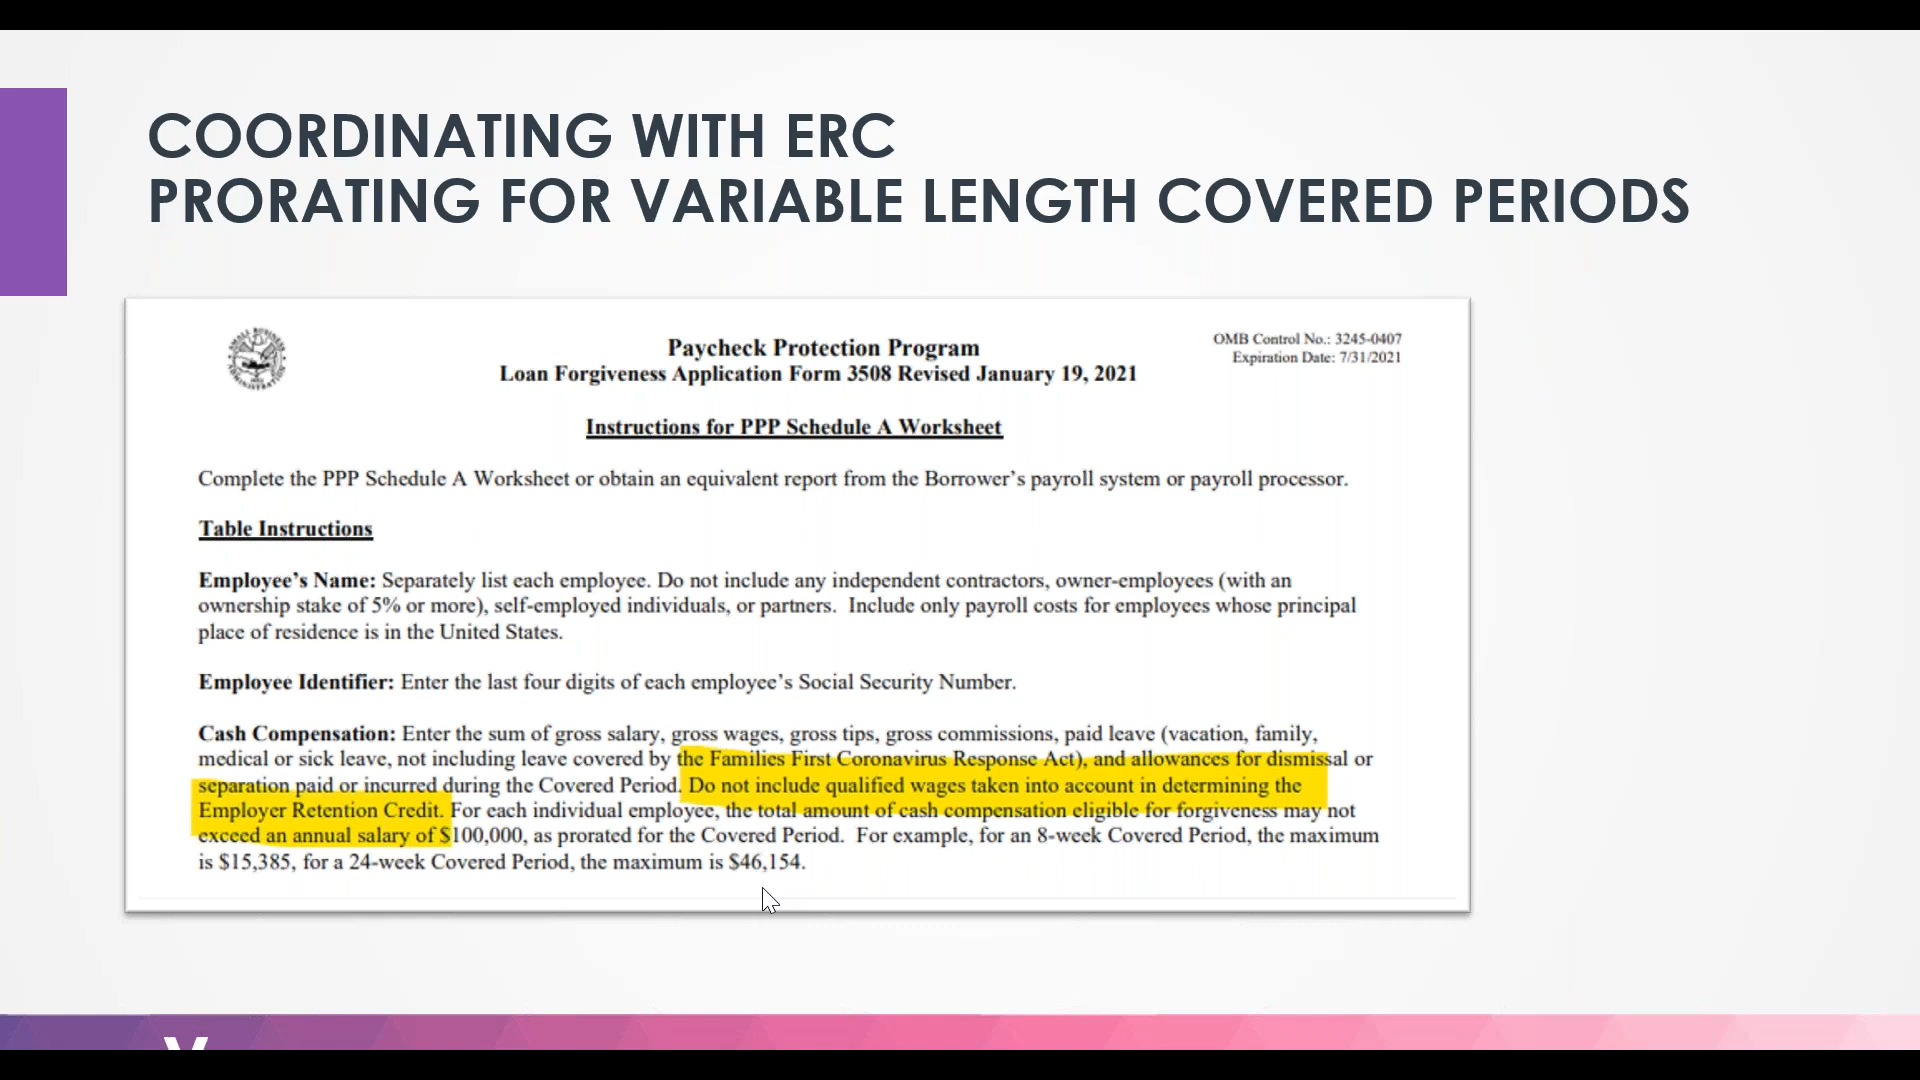 COORDINATING WITH ERC
PRORATING FOR VARIABLE LENGTH COVERED PERIODS
OMB Control No.: 3245-0407
Expiration Date: 7/31/2021
Paycheck Protection Program
Loan Forgiveness Application Form 3508 Revised January 19, 2021
Instructions for PPP Schedule A Worksheet
Complete the PPP Schedule A Worksheet or obtain an equivalent report from the Borrower’s payroll system or payroll processor.
Table Instructions
Employee’s Name: Separately list each employee. Do not include any independent contractors, owner-employees (with an
ownership stake of 5% or more), self-employed individuals, or partners. Include only payroll costs for employees whose principal
place of residence is in the United States.
Employee Identifier: Enter the last four digits of each employee’s Social Security Number.
Cash Compensation: Enter the sum of gross salary, gross wages, gross tips, gross commissions, paid leave (vacation, family,
medical or sick leave, not including leave covered by the Families First Coronavirus Response Act), and allowances for dismissal or
separation paid or incurred during the Covered Period. Do not include qualified wages taken into account in determining the
Employer Retention Credit. For each individual employee, the total amount of cash compensation eligible for forgiveness may not
exceed an annual salary of $100,000, as prorated for the Covered Period. For example, for an 8-week Covered Period, the maximum
is $15,385, for a 24-week Covered Period, the maximum is $46,154.